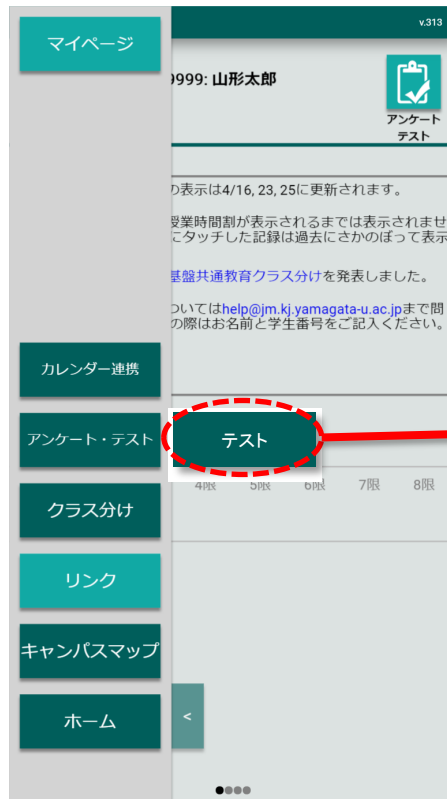 マイページ
v.313
9999: 山形太郎
アンケート
テスト
の表示は4/16, 23, 25に更新されます。
授業時間割が表示されるまでは表示されませ
にタッチした記録は過去にさかのぼって表示
基盤共通教育クラス分けを発表しました。
ついてはhelp@jm.kj.yamagata-u.ac.jpまで問
の際はお名前と学生番号をご記入ください。
カレンダー連携
アンケート・テスト
テスト
4限 5限 6限 7限 8限
クラス分け
リンク
キャンパスマップ
ホーム
<